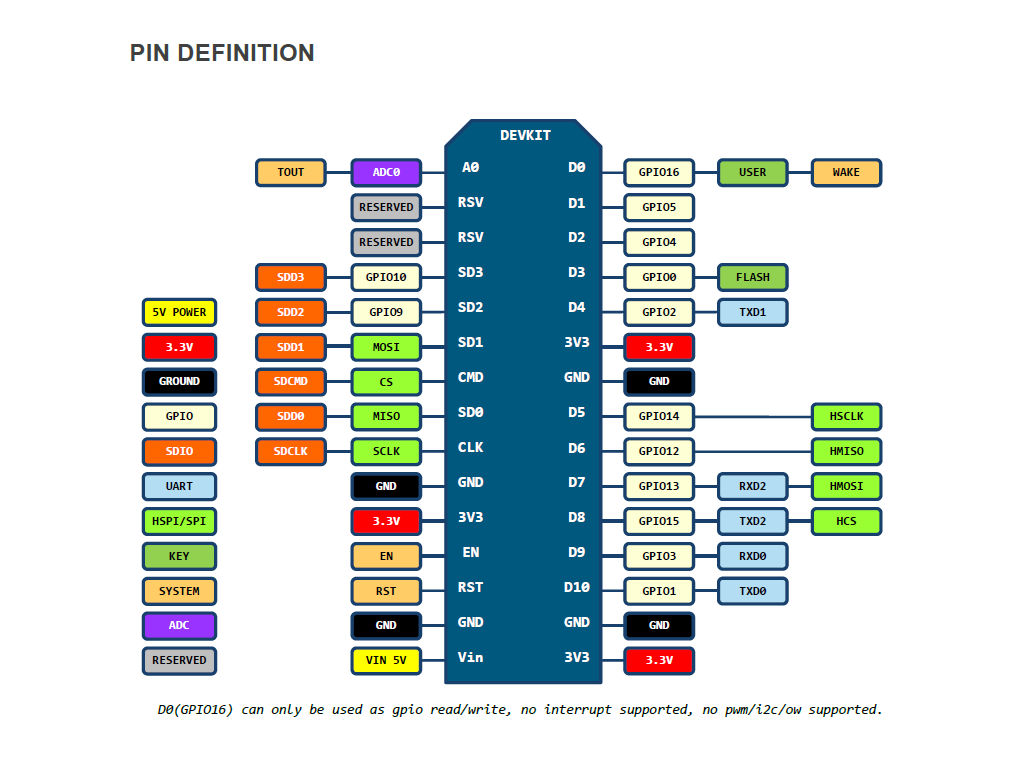 PIN DEFINITION
DEVKIT
TOUT ADC0 A0 D0 GPIO16 USER WAKE
RESERVED RSV D1 GPIO5
RESERVED RSV D2 GPIO4
SDD3 GPIO10 SD3 D3 GPIO0 FLASH
5V POWER SDD2 GPIO9 SD2 D4 GPIO2 TXD1
3.3V SDD1 MOSI SD1 3V3 3.3V
GROUND SDCMD CS CMD GND GND
GPIO SDD0 MISO SD0 D5 GPIO14 HSCLK
SDIO SDCLK SCLK CLK D6 GPIO12 HMISO
UART GND GND D7 GPIO13 RXD2 HMOSI
HSPI/SPI 3.3V 3V3 D8 GPIO15 TXD2 HCS
KEY EN EN D9 GPIO3 RXD0
SYSTEM RST RST D10 GPIO1 TXD0
ADC GND GND GND GND
RESERVED VIN 5V Vin 3V3 3.3V
D0(GPIO16) can only be used as gpio read/write, no interrupt supported, no pwm/i2c/ow supported.